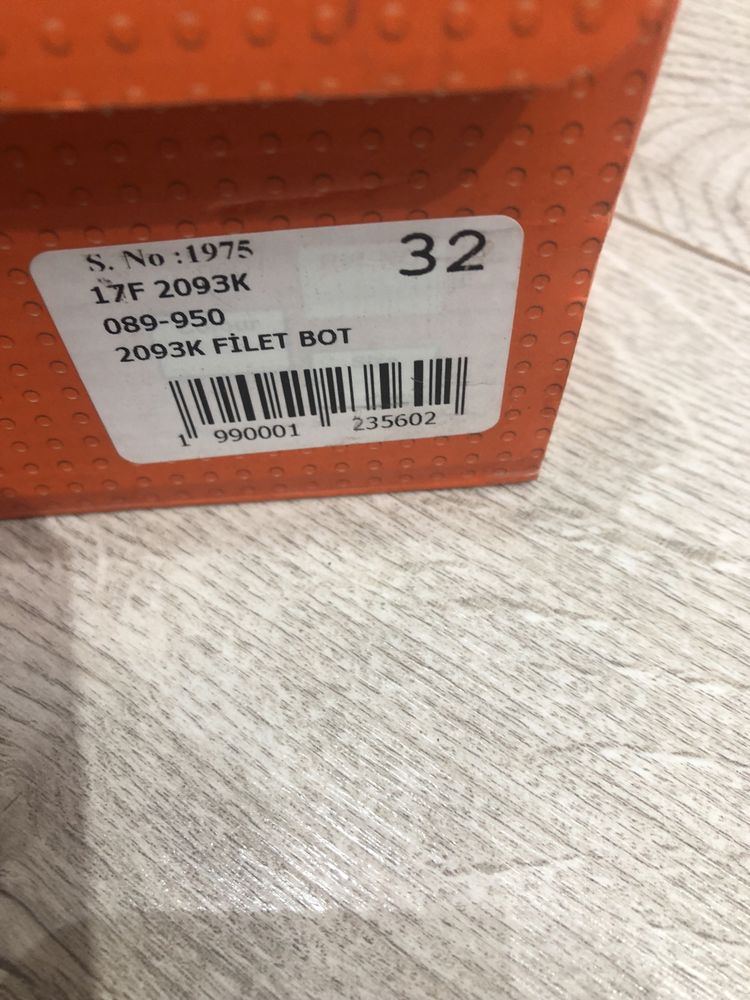 S. No :1975
32
17F 2093K
089-950
2093K FİLET BOT
1 990001 235602